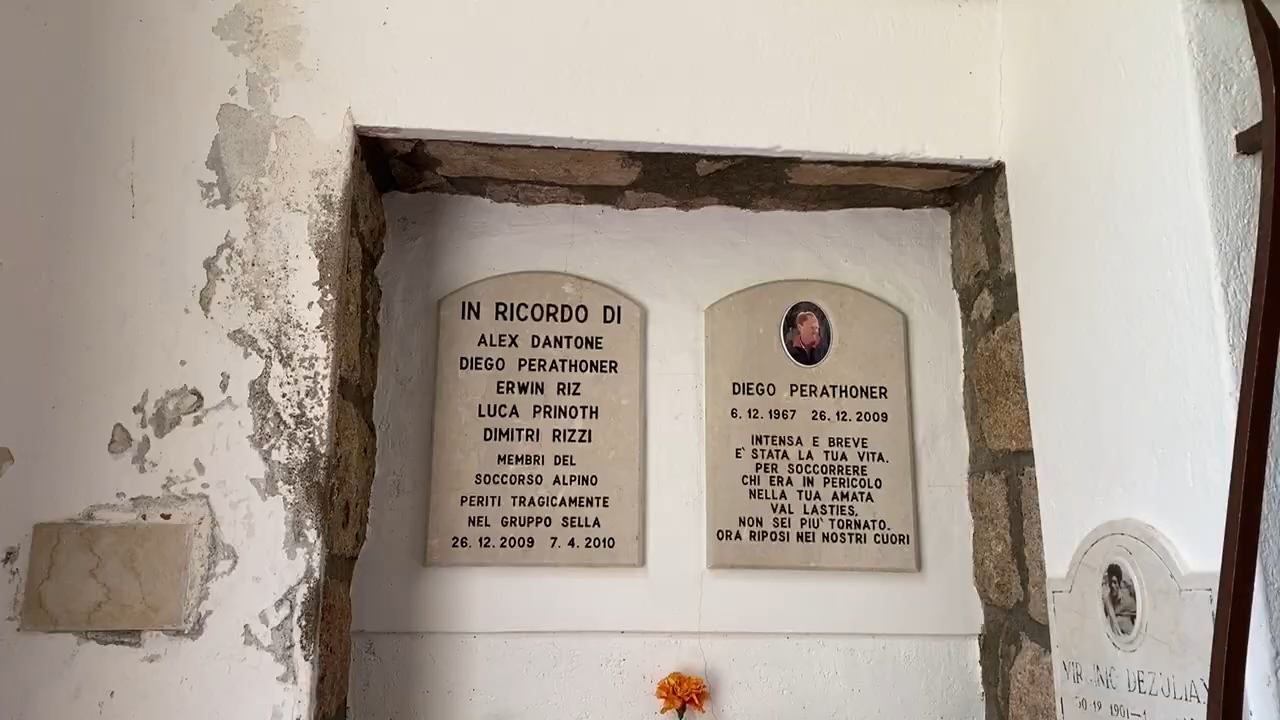 IN RICORDO DI
ALEX DANTONE
DIEGO PERATHONER
ERWIN RIZ
LUCA PRINOTH
DIMITRI RIZZI
MEMBRI DEL
SOCCORSO ALPINO
PERITI TRAGICAMENTE
NEL GRUPPO SELLA
26.12.2009 7.4.2010
DIEGO PERATHONER
6.12.1967 26.12.2009
INTENSA E BREVE
E` STATA LA TUA VITA.
PER SOCCORRERE
CHI ERA IN PERICOLO
NELLA TUA AMATA
VAL LASTIES,
NON SEI PIU` TORNATO.
ORA RIPOSI NEI NOSTRI CUORI
DEZULIAN
1901